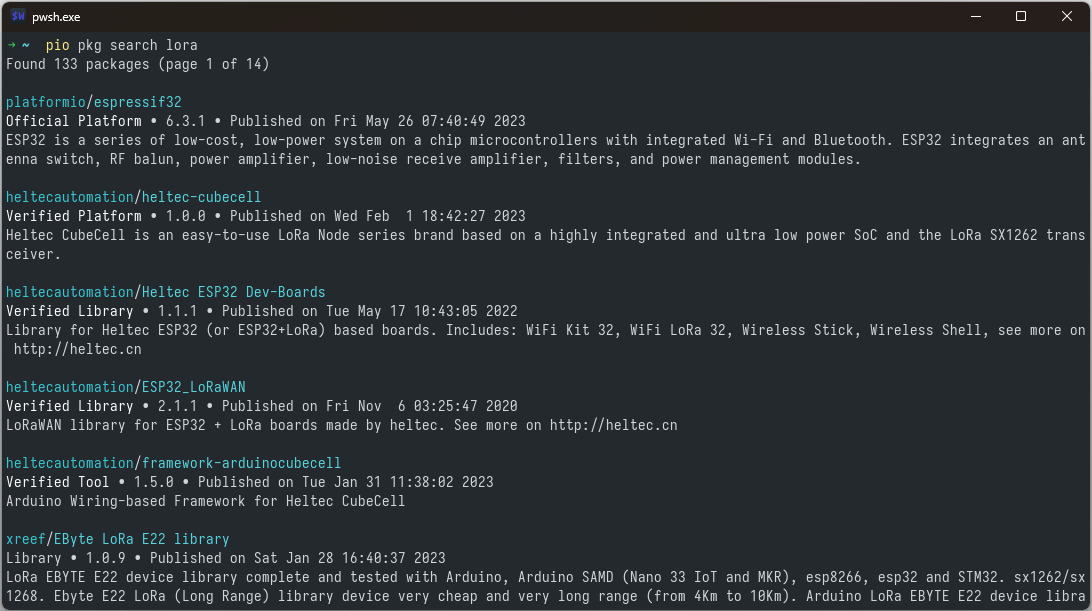 $W pwsh.exe
→ ~ pio pkg search lora
Found 133 packages (page 1 of 14)
platformio/espressif32
Official Platform • 6.3.1 • Published on Fri May 26 07:40:49 2023
ESP32 is a series of low-cost, low-power system on a chip microcontrollers with integrated Wi-Fi and Bluetooth. ESP32 integrates an ant
enna switch, RF balun, power amplifier, low-noise receive amplifier, filters, and power management modules.
heltecautomation/heltec-cubecell
Verified Platform • 1.0.0 • Published on Wed Feb  1 18:42:27 2023
Heltec CubeCell is an easy-to-use LoRa Node series brand based on a highly integrated and ultra low power SoC and the LoRa SX1262 trans
ceiver.
heltecautomation/Heltec ESP32 Dev-Boards
Verified Library • 1.1.1 • Published on Tue May 17 10:43:05 2022
Library for Heltec ESP32 (or ESP32+LoRa) based boards. Includes: WiFi Kit 32, WiFi LoRa 32, Wireless Stick, Wireless Shell, see more on
http://heltec.cn
heltecautomation/ESP32_LoRaWAN
Verified Library • 2.1.1 • Published on Fri Nov  6 03:25:47 2020
LoRaWAN library for ESP32 + LoRa boards made by heltec. See more on http://heltec.cn
heltecautomation/framework-arduinocubecell
Verified Tool • 1.5.0 • Published on Tue Jan 31 11:38:02 2023
Arduino Wiring-based Framework for Heltec CubeCell
xreef/EByte LoRa E22 library
Library • 1.0.9 • Published on Sat Jan 28 16:40:37 2023
LoRa EBYTE E22 device library complete and tested with Arduino, Arduino SAMD (Nano 33 IoT and MKR), esp8266, esp32 and STM32. sx1262/sx
1268. Ebyte E22 LoRa (Long Range) library device very cheap and very long range (from 4Km to 10Km). Arduino LoRa EBYTE E22 device libra